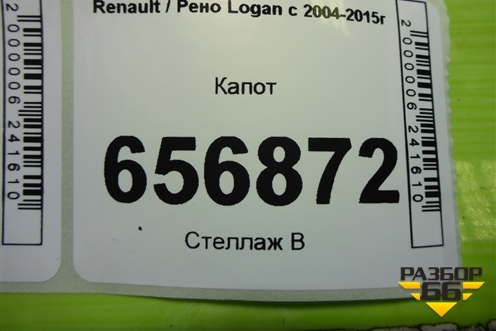 Renault / Рено Logan с 2004-2015г
Капот
656872
Стеллаж В
2000006241610
2000006241610
РАЗБОР
66